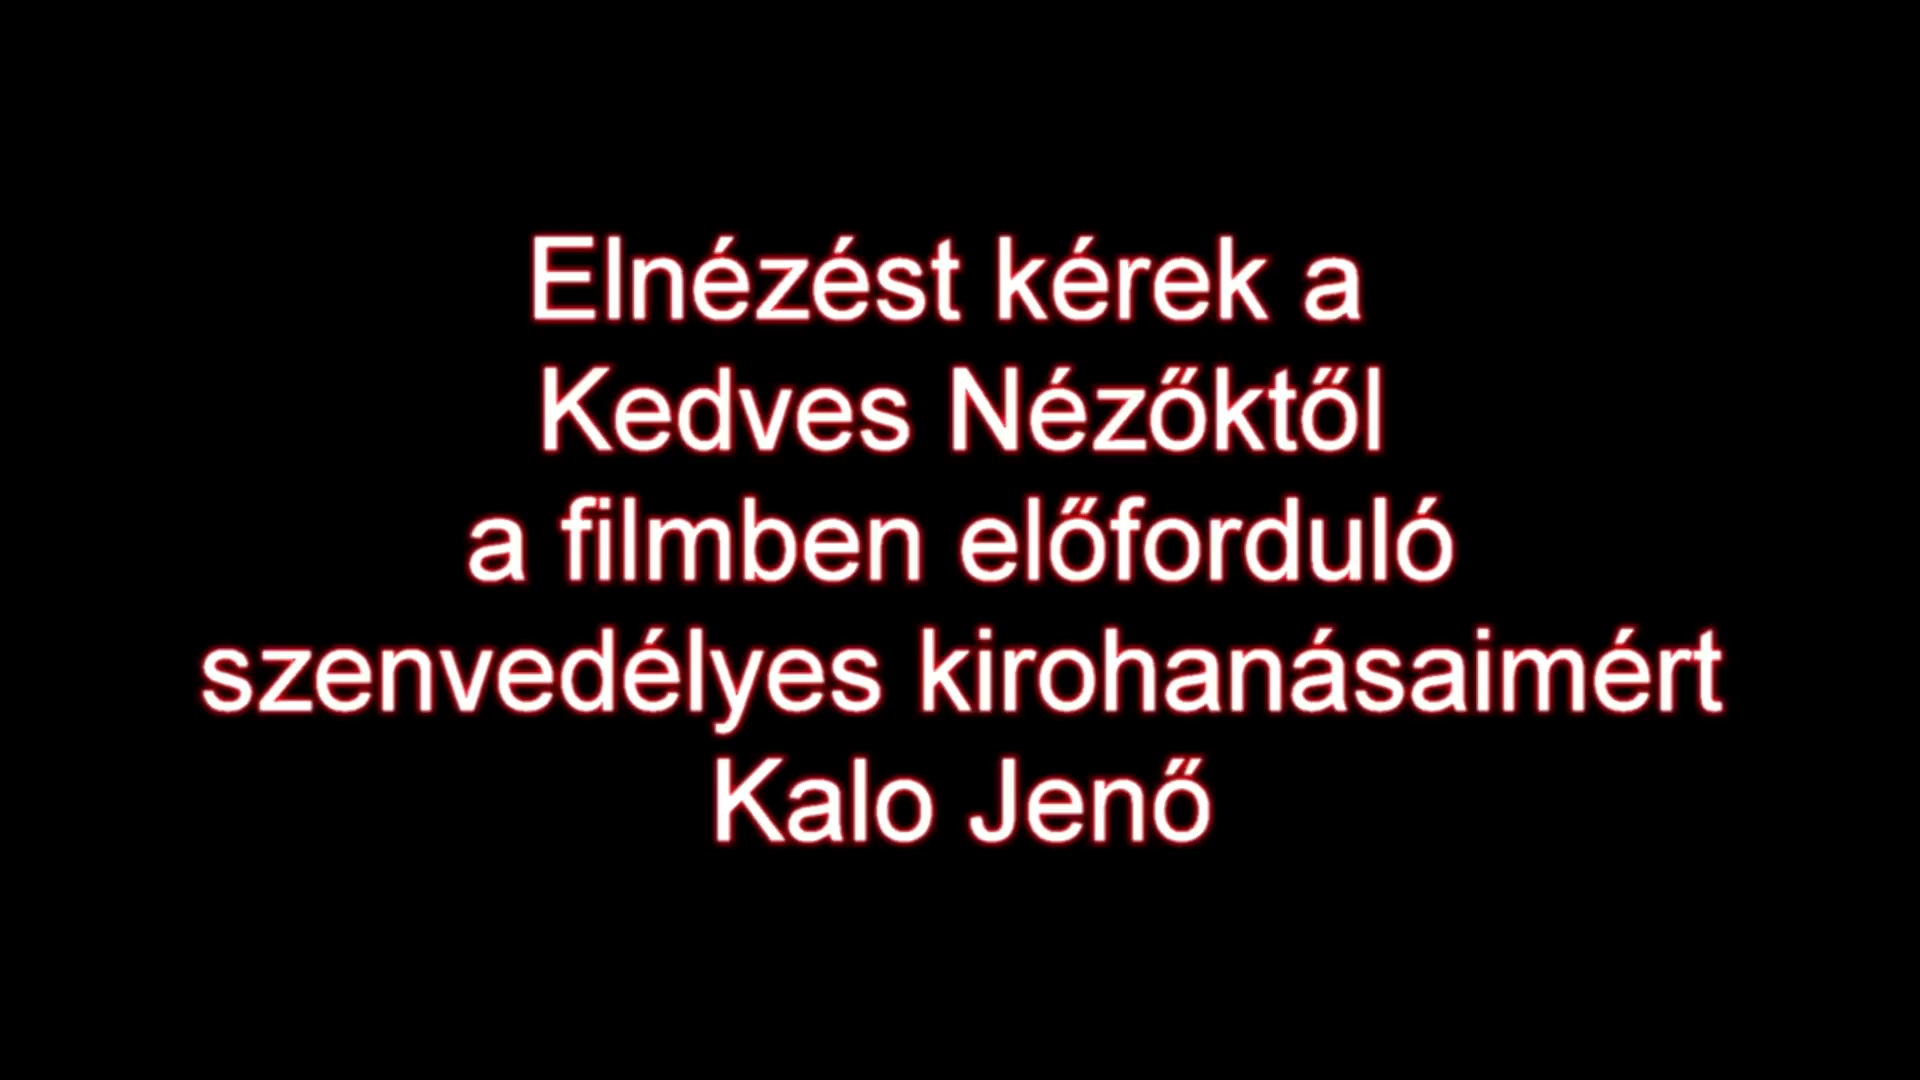 Elnézést kérek a
Kedves Nézőktől
a filmben előforduló
szenvedélyes kirohanásaimért
Kalo Jenő